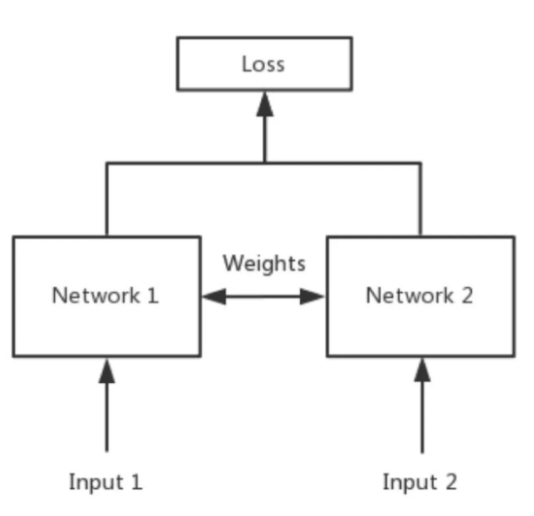 Loss
Weights
Network 1
Network 2
Input 1
Input 2